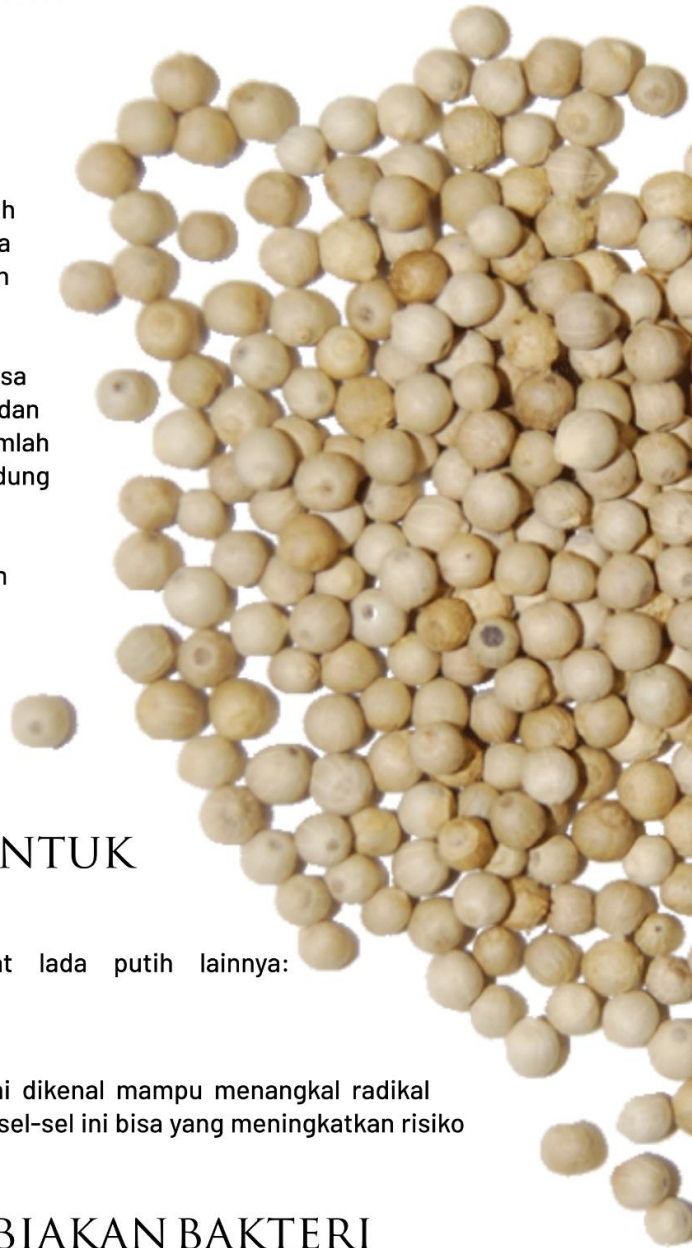 h
a
n
sa
dan
mlah
dung
n
NTUK
at lada putih lainnya:
ni dikenal mampu menangkal radikal
sel-sel ini bisa yang meningkatkan risiko
BIAKAN BAKTERI